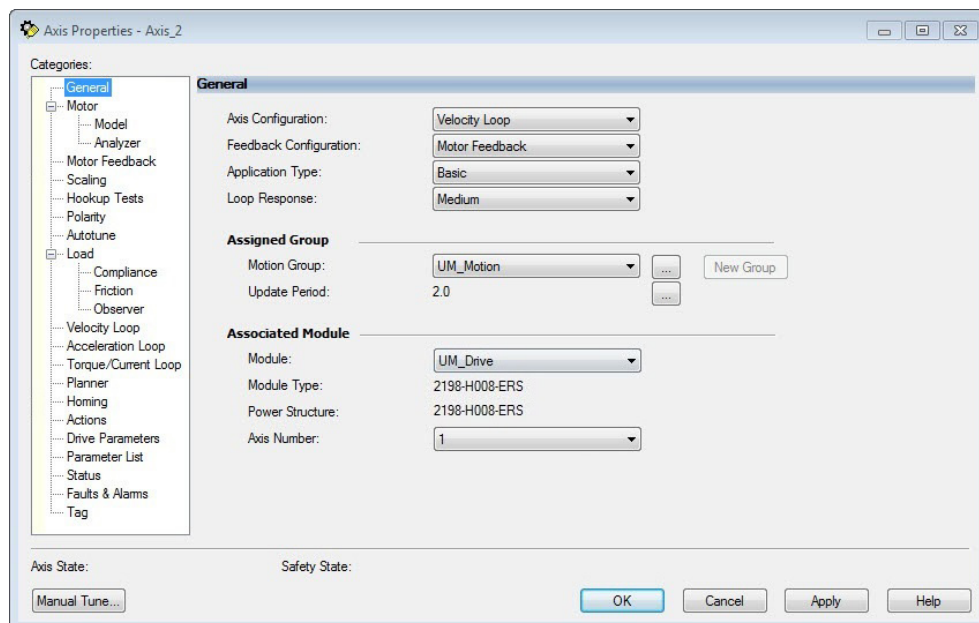 Axis Properties - Axis_2
Categories:
General
Motor
Model
Analyzer
Motor Feedback
Scaling
Hookup Tests
Polarity
Autotune
Load
Compliance
Friction
Observer
Velocity Loop
Acceleration Loop
Torque/Current Loop
Planner
Homing
Actions
Drive Parameters
Parameter List
Status
Faults & Alarms
Tag
General
Axis Configuration: Velocity Loop
Feedback Configuration: Motor Feedback
Application Type: Basic
Loop Response: Medium
Assigned Group
Motion Group: UM_Motion ... New Group
Update Period: 2.0 ...
Associated Module
Module: UM_Drive
Module Type: 2198-H008-ERS
Power Structure: 2198-H008-ERS
Axis Number: 1
Axis State: Safety State:
Manual Tune... OK Cancel Apply Help